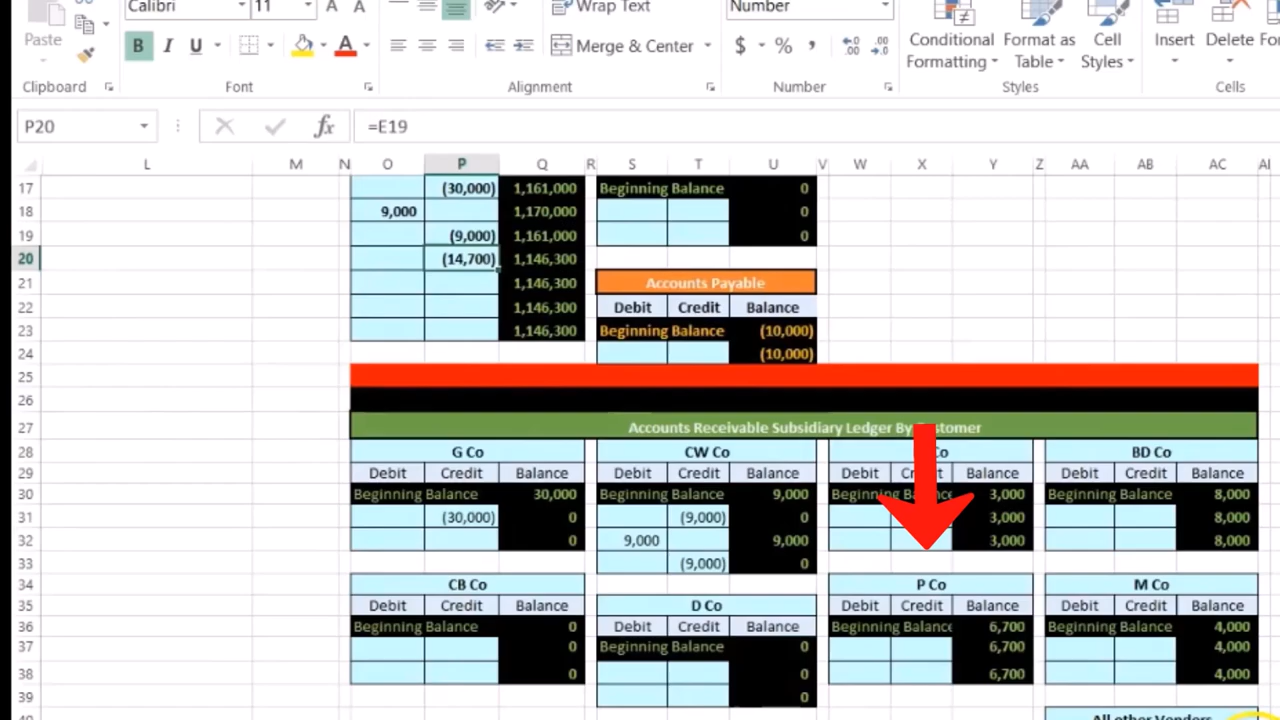 Calibri 11 A A Wrap Text Number
Paste B I U A Merge & Center $ % , Conditional Formatting Format as Table Cell Styles Insert Delete
Clipboard Font Alignment Number Styles Cells
P20 fx =E19
L M N O P Q R S T U V W X Y Z AA AB AC
17 (30,000) 1,161,000 Beginning Balance 0
18 9,000 1,170,000 0
19 (9,000) 1,161,000 0
20 (14,700) 1,146,300
21 1,146,300 Accounts Payable
22 1,146,300 Debit Credit Balance
23 1,146,300 Beginning Balance (10,000)
24 (10,000)
25
26
27 Accounts Receivable Subsidiary Ledger By
28 G Co CW Co Co BD Co
29 Debit Credit Balance Debit Credit Balance Debit Balance Debit Credit Balance
30 Beginning Balance 30,000 Beginning Balance 9,000 3,000 Beginning Balance 8,000
31 (30,000) 0 (9,000) 0 3,000 8,000
32 0 9,000 9,000 3,000 8,000
33 (9,000) 0
34 CB Co P Co M Co
35 Debit Credit Balance D Co Debit Credit Balance Debit Credit Balance
36 Beginning Balance 0 Debit Credit Balance Beginning Balanc 6,700 Beginning Balance 4,000
37 0 Beginning Balance 0 6,700 4,000
38 0 0 6,700 4,000
39 0
All other Vendors